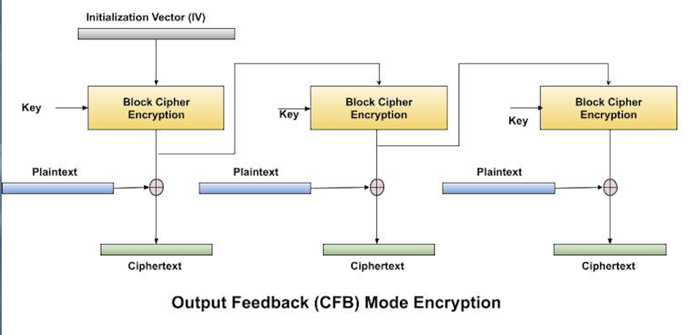 Initialization Vector (IV)
Key
Block Cipher
Encryption
Key
Block Cipher
Encryption
Key
Block Cipher
Encryption
Plaintext
Plaintext
Plaintext
Ciphertext
Ciphertext
Ciphertext
Output Feedback (CFB) Mode Encryption